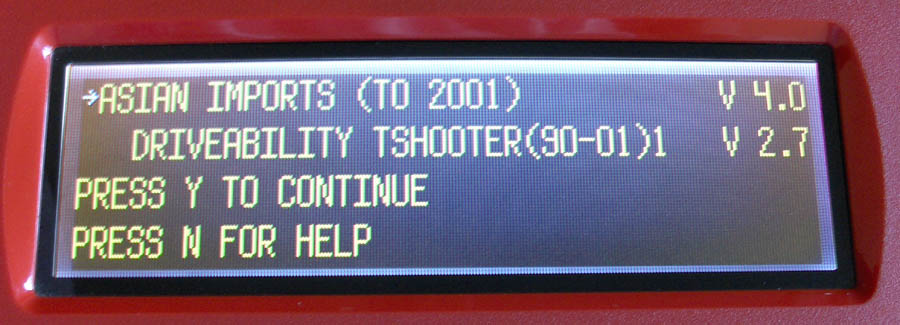 →ASIAN IMPORTS (TO 2001) V 4.0
DRIVEABILITY TSHOOTER(90-01)1 V 2.7
PRESS Y TO CONTINUE
PRESS N FOR HELP